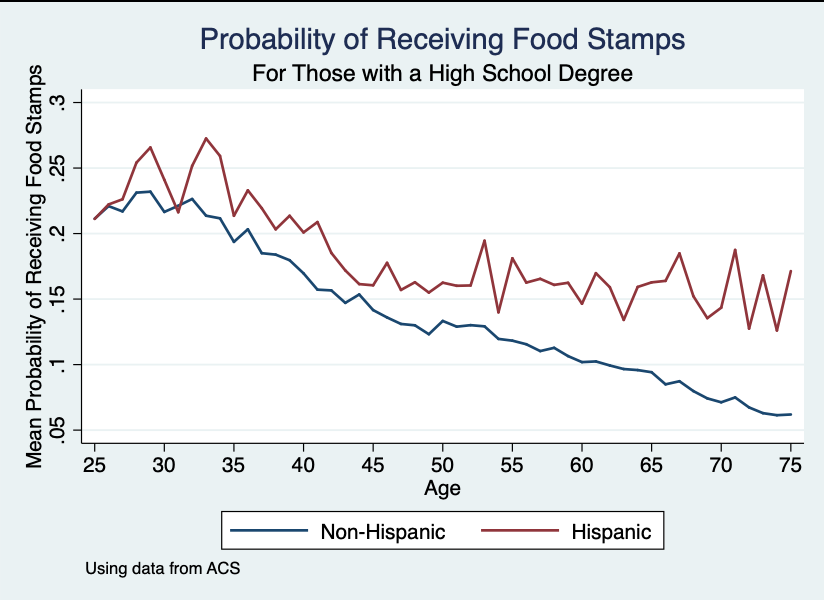 Probability of Receiving Food Stamps
For Those with a High School Degree
Mean Probability of Receiving Food Stamps
.3
.25
.2
.15
.1
.05
25 30 35 40 45 50 55 60 65 70 75
Age
Non-Hispanic Hispanic
Using data from ACS